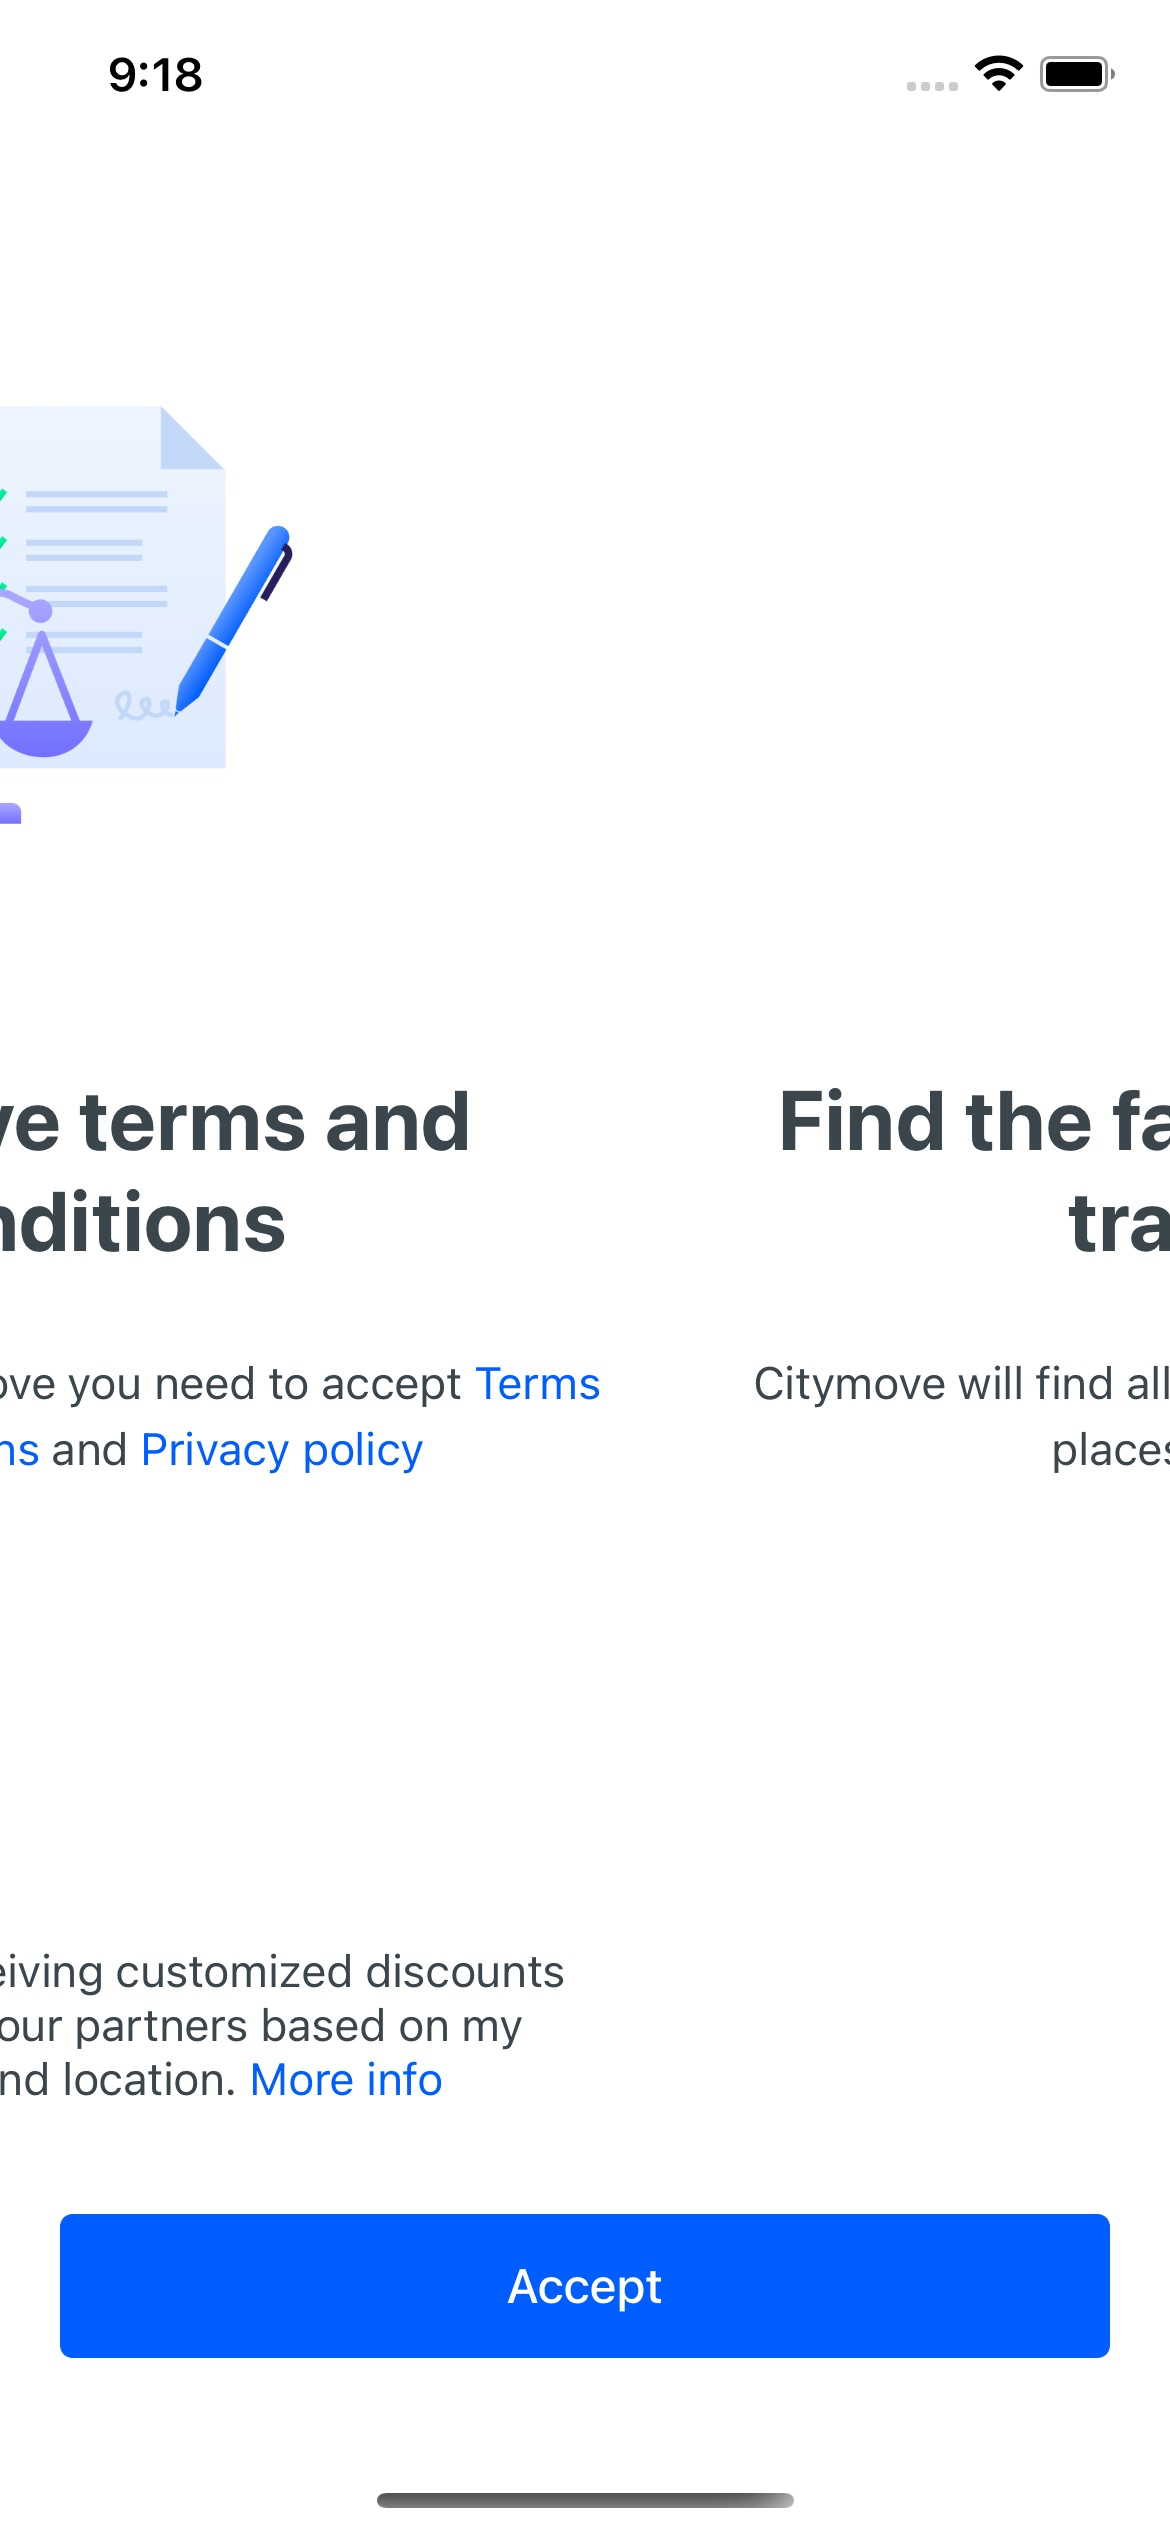 9:18
ve terms and
nditions
Find the fa
tra
ove you need to accept Terms
ns and Privacy policy
Citymove will find all
places
eiving customized discounts
our partners based on my
nd location. More info
Accept